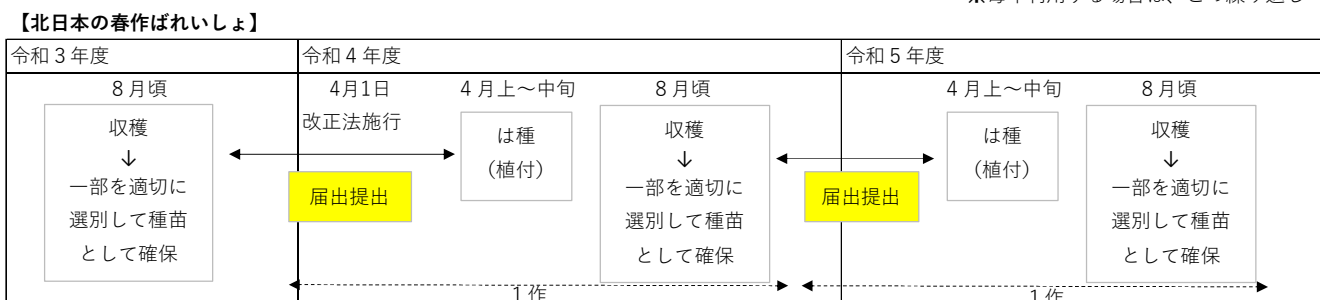 【北日本の春作ばれいしょ】
令和３年度
令和４年度
令和５年度
８月頃
収穫
↓
一部を適切に
選別して種苗
として確保
4月1日
改正法施行
届出提出
４月上～中旬
は種
（植付）
８月頃
収穫
↓
一部を適切に
選別して種苗
として確保
１作
届出提出
４月上～中旬
は種
（植付）
８月頃
収穫
↓
一部を適切に
選別して種苗
として確保
１作